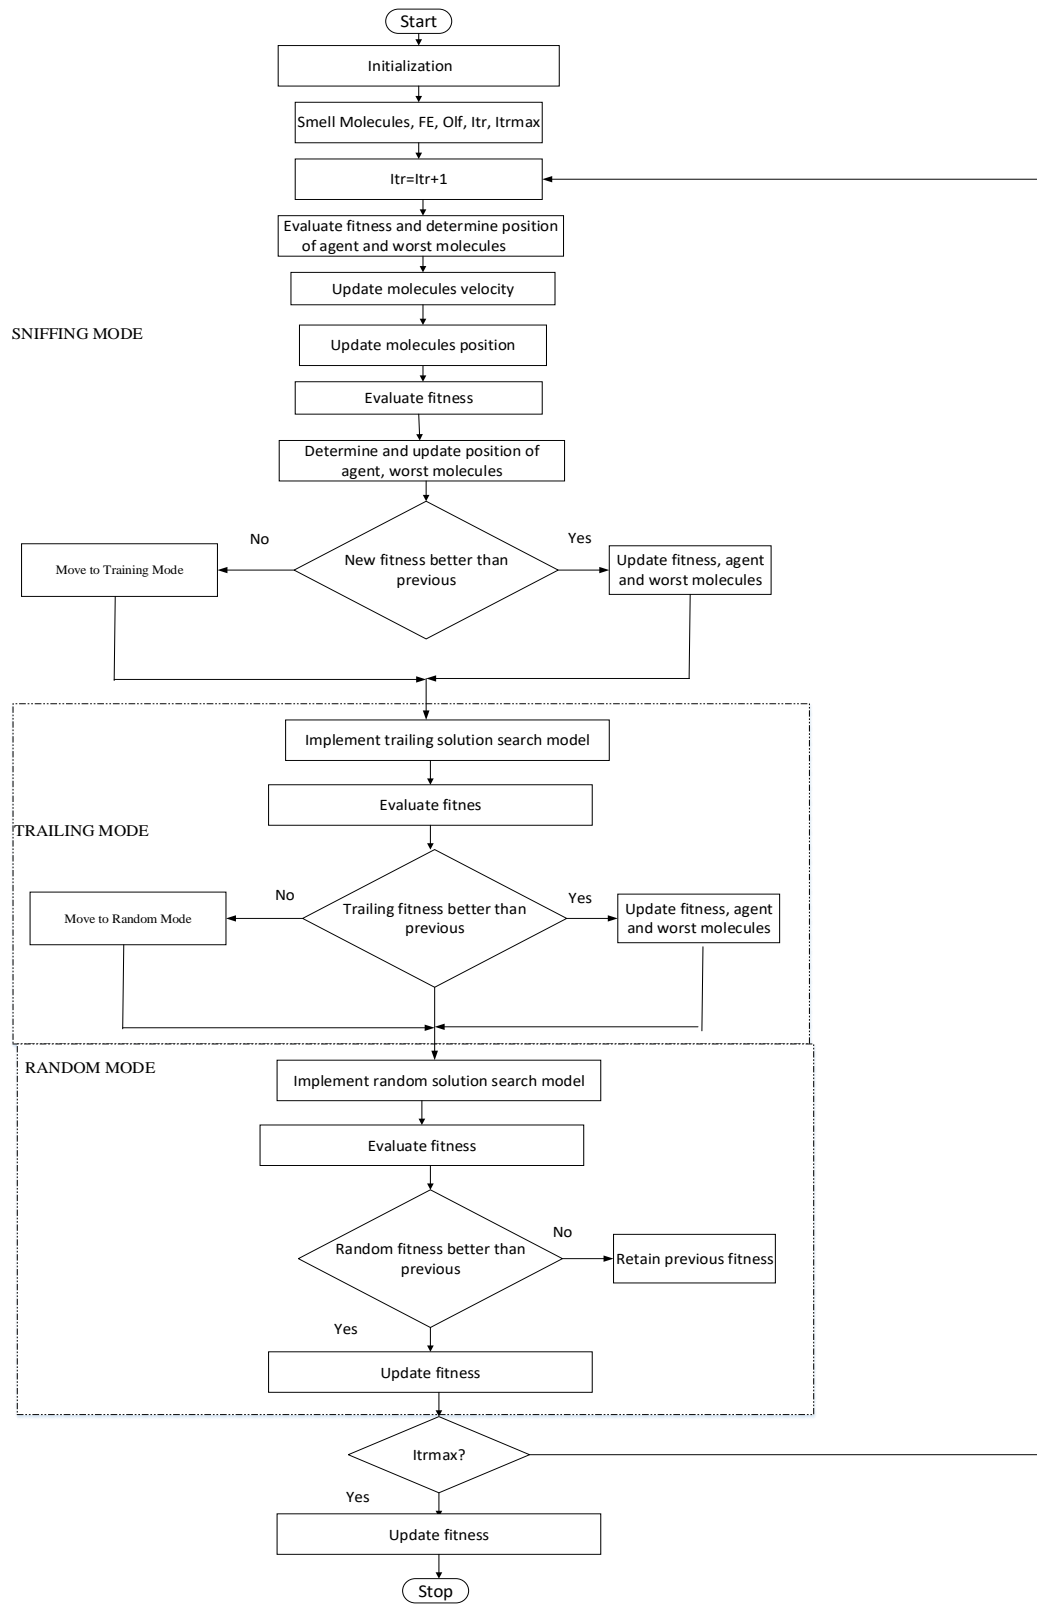 Start
Initialization
Smell Molecules, FE, Olf, Itr, Itrmax
Itr=Itr+1
Evaluate fitness and determine position
of agent and worst molecules
Update molecules velocity
SNIFFING MODE
Update molecules position
Evaluate fitness
Determine and update position of
agent, worst molecules
No
Yes
Move to Training Mode
New fitness better than
previous
Update fitness, agent
and worst molecules
Implement trailing solution search model
Evaluate fitnes
TRAILING MODE
No
Yes
Move to Random Mode
Trailing fitness better than
previous
Update fitness, agent
and worst molecules
RANDOM MODE
Implement random solution search model
Evaluate fitness
No
Random fitness better than
previous
Retain previous fitness
Yes
Update fitness
Itrmax?
Yes
Update fitness
Stop